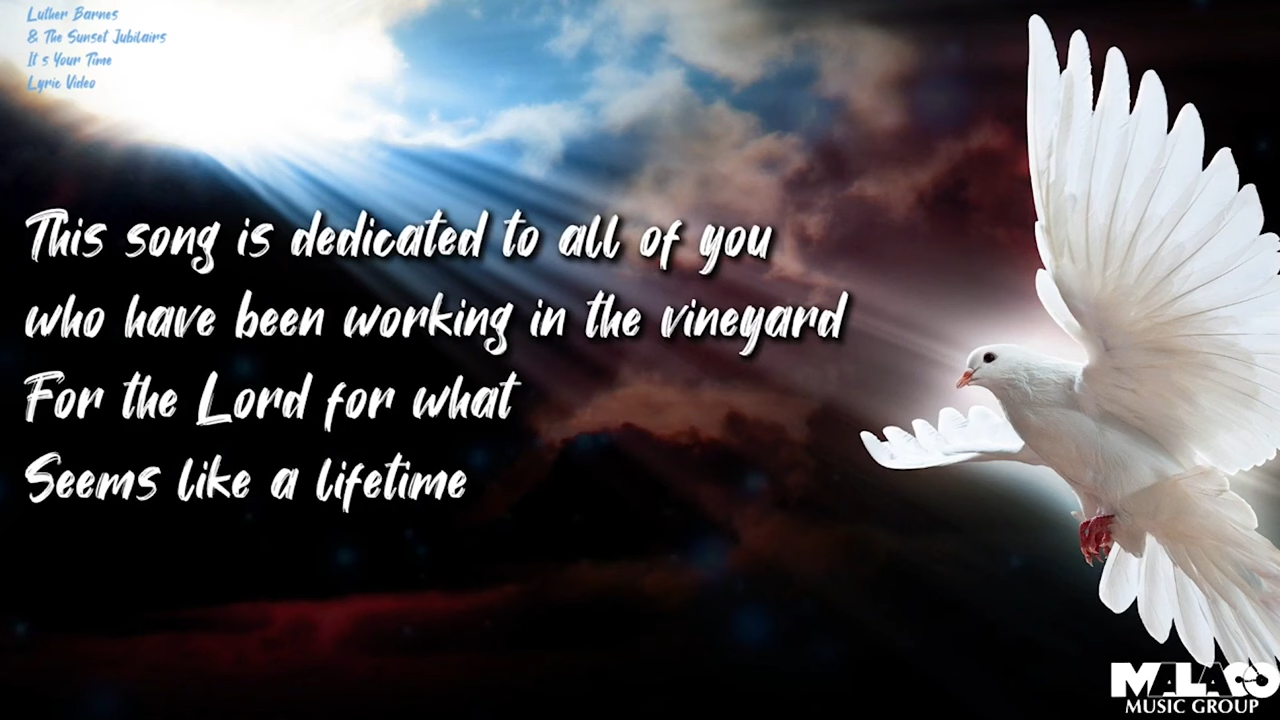 Luther Barnes
& The Sunset Jubilairs
It s Your Time
Lyric Video
This song is dedicated to all of you
who have been working in the vineyard
For the Lord for what
Seems like a lifetime
MALACO
MUSIC GROUP